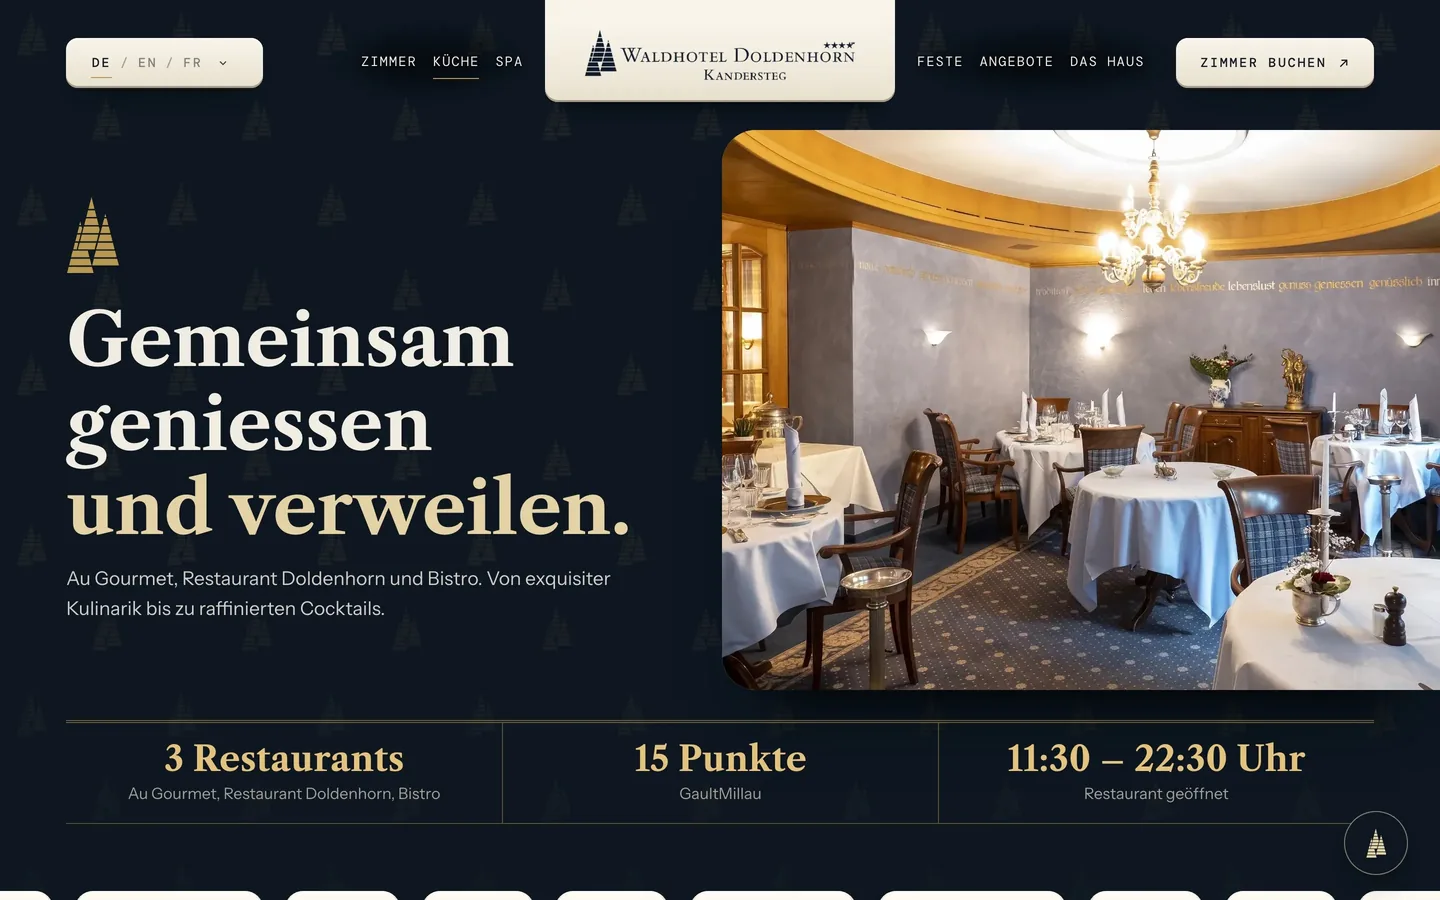 DE / EN / FR
ZIMMER KÜCHE SPA
WALDHOTEL DOLDENHORN
KANDERSTEG
FESTE ANGEBOTE DAS HAUS
ZIMMER BUCHEN
lebenslust genuss geniessen genüsslich
Gemeinsam
geniessen
und verweilen.
Au Gourmet, Restaurant Doldenhorn und Bistro. Von exquisiter
Kulinarik bis zu raffinierten Cocktails.
3 Restaurants
Au Gourmet, Restaurant Doldenhorn, Bistro
15 Punkte
GaultMillau
11:30 – 22:30 Uhr
Restaurant geöffnet